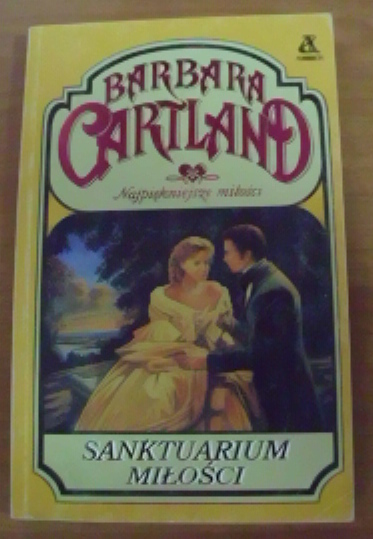 BARBARA
CARTLAND
Najpiękniejsze miłości
SANKTUARIUM
MIŁOŚCI